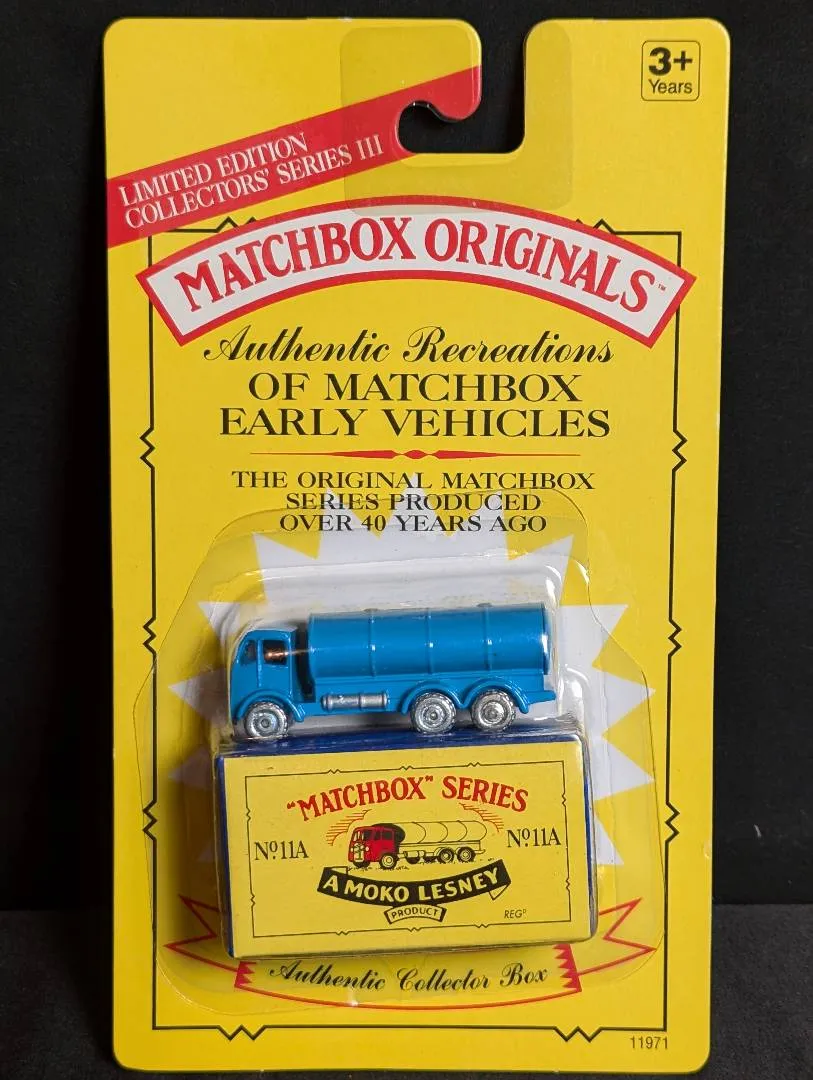 3+
Years
LIMITED EDITION
COLLECTORS' SERIES III
MATCHBOX ORIGINALS™
Authentic Recreations
OF MATCHBOX
EARLY VEHICLES
THE ORIGINAL MATCHBOX
SERIES PRODUCED
OVER 40 YEARS AGO
"MATCHBOX" SERIES
Nº11A Nº11A
A MOKO LESNEY
PRODUCT
REGᴰ
Authentic Collector Box
11971